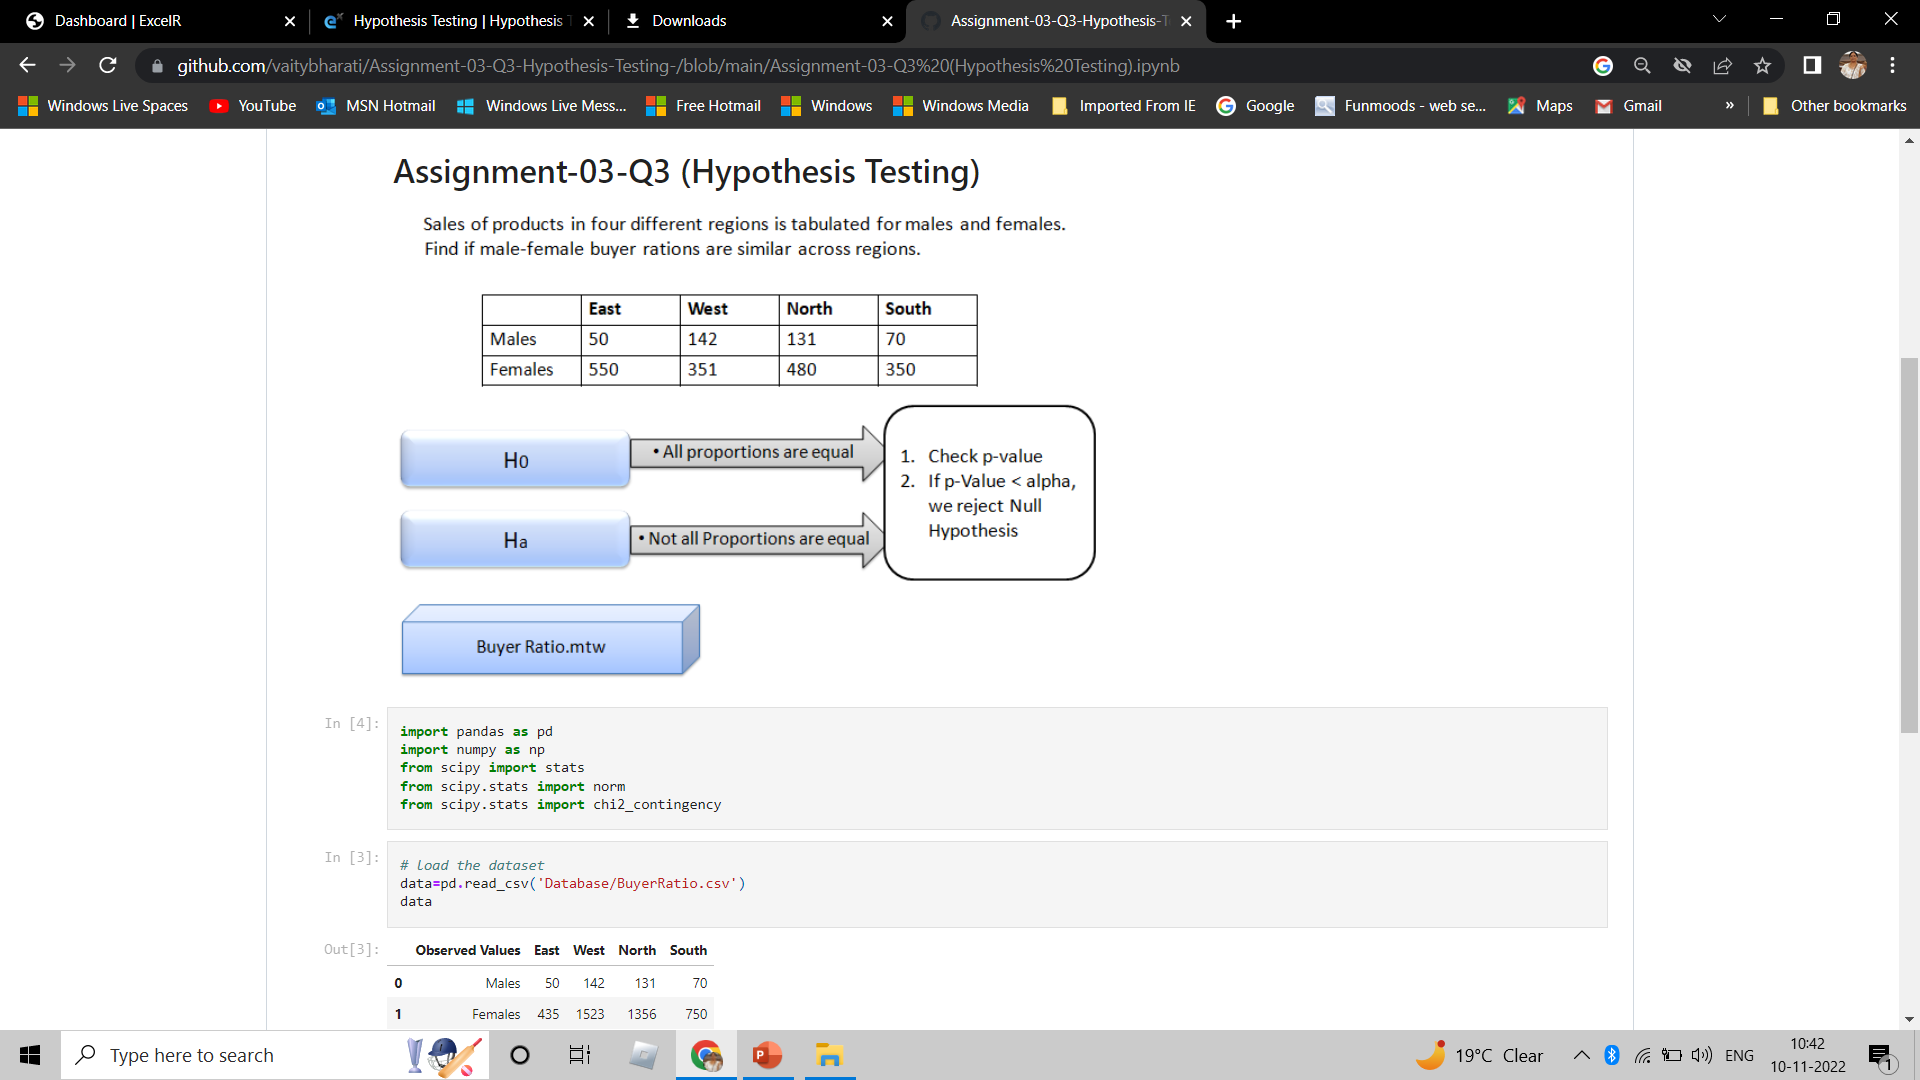 Dashboard | ExcelR
Hypothesis Testing | Hypothesis T
Downloads
Assignment-03-Q3-Hypothesis-T
github.com/vaitybharati/Assignment-03-Q3-Hypothesis-Testing-/blob/main/Assignment-03-Q3%20(Hypothesis%20Testing).ipynb
Windows Live Spaces YouTube MSN Hotmail Windows Live Mess... Free Hotmail Windows Windows Media Imported From IE Google Funmoods - web se... Maps Gmail » Other bookmarks
Assignment-03-Q3 (Hypothesis Testing)
Sales of products in four different regions is tabulated for males and females.
Find if male-female buyer rations are similar across regions.
East West North South
Males 50 142 131 70
Females 550 351 480 350
H0
• All proportions are equal
Ha
• Not all Proportions are equal
1. Check p-value
2. If p-Value < alpha,
we reject Null
Hypothesis
Buyer Ratio.mtw
In [4]:
import pandas as pd
import numpy as np
from scipy import stats
from scipy.stats import norm
from scipy.stats import chi2_contingency
In [3]:
# load the dataset
data=pd.read_csv('Database/BuyerRatio.csv')
data
Out[3]:
Observed Values East West North South
0 Males 50 142 131 70
1 Females 435 1523 1356 750
Type here to search
19°C Clear
ENG
10:42
10-11-2022
1